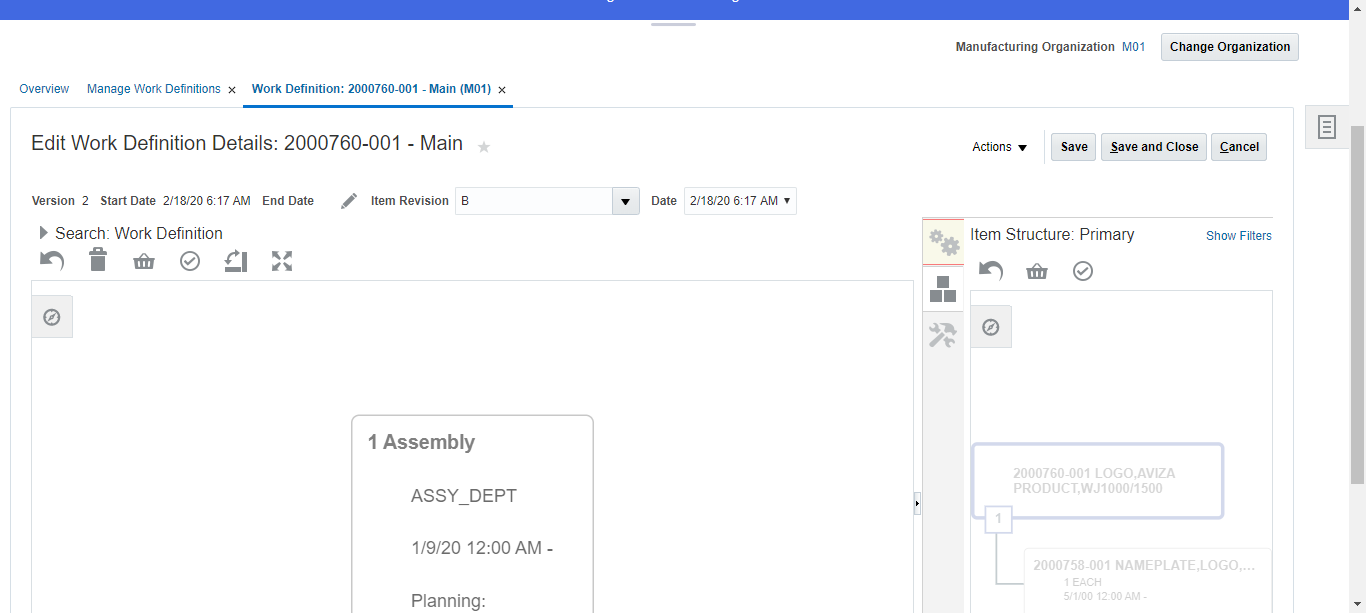 Manufacturing Organization M01 Change Organization
Overview Manage Work Definitions × Work Definition: 2000760-001 - Main (M01) ×
Edit Work Definition Details: 2000760-001 - Main
Actions Save Save and Close Cancel
Version 2 Start Date 2/18/20 6:17 AM End Date Item Revision B Date 2/18/20 6:17 AM
Search: Work Definition
Item Structure: Primary Show Filters
1 Assembly
ASSY_DEPT
1/9/20 12:00 AM -
Planning:
2000760-001 LOGO,AVIZA
PRODUCT,WJ1000/1500
1
2000758-001 NAMEPLATE,LOGO,...
1 EACH
5/1/00 12:00 AM -